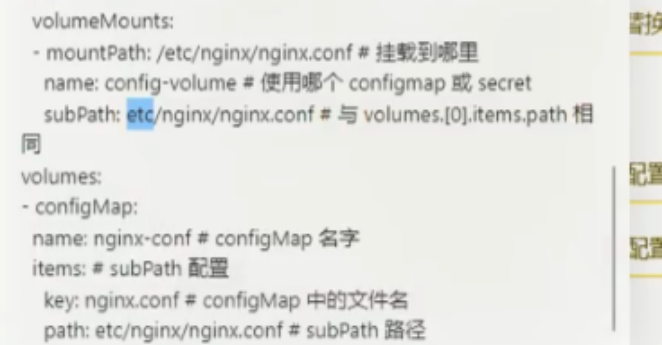 volumeMounts:
- mountPath: /etc/nginx/nginx.conf # 挂载到哪里
name: config-volume # 使用哪个 configmap 或 secret
subPath: etc/nginx/nginx.conf # 与 volumes.[0].items.path 相
同
volumes:
- configMap:
name: nginx-conf # configMap 名字
items: # subPath 配置
key: nginx.conf # configMap 中的文件名
path: etc/nginx/nginx.conf # subPath 路径
替换
配置
配置